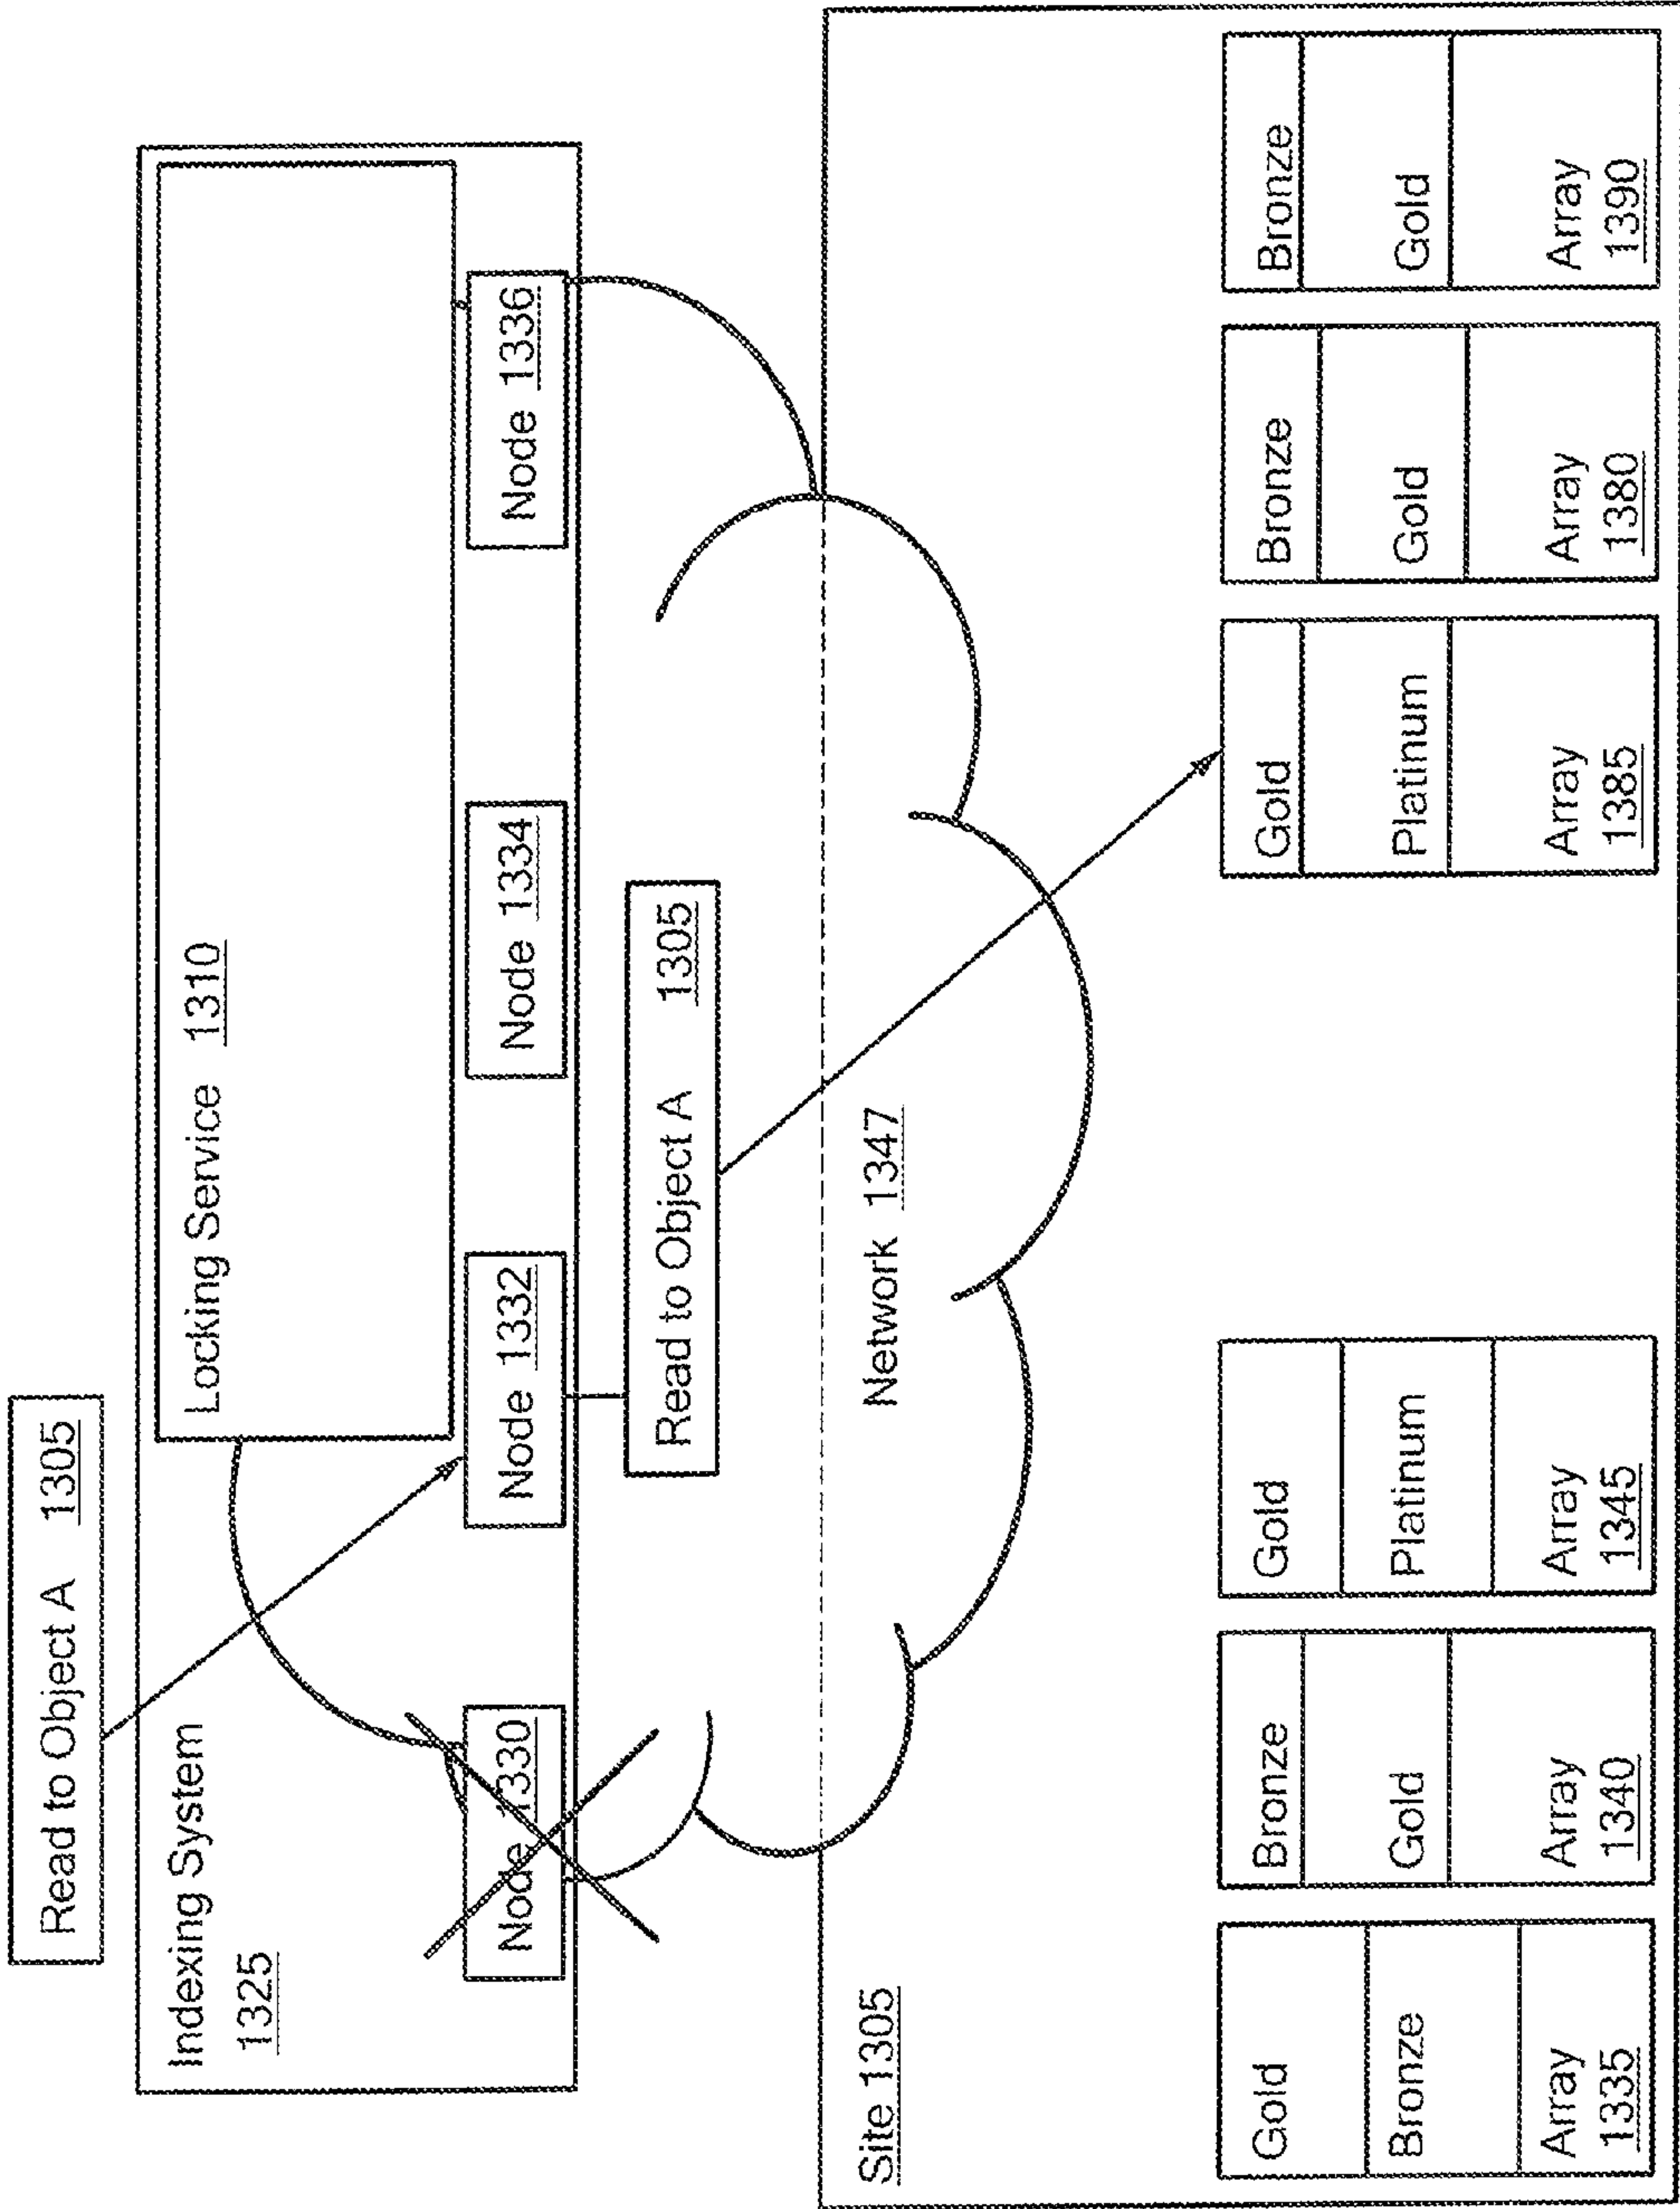 Read to Object A 1305
Indexing System
1325
Locking Service 1310
Node 1330
Node 1332
Node 1334
Node 1336
Read to Object A 1305
Site 1305
Network 1347
Gold
Bronze
Array
1335
Bronze
Gold
Array
1340
Gold
Platinum
Array
1345
Gold
Platinum
Array
1385
Bronze
Gold
Array
1380
Bronze
Gold
Array
1390